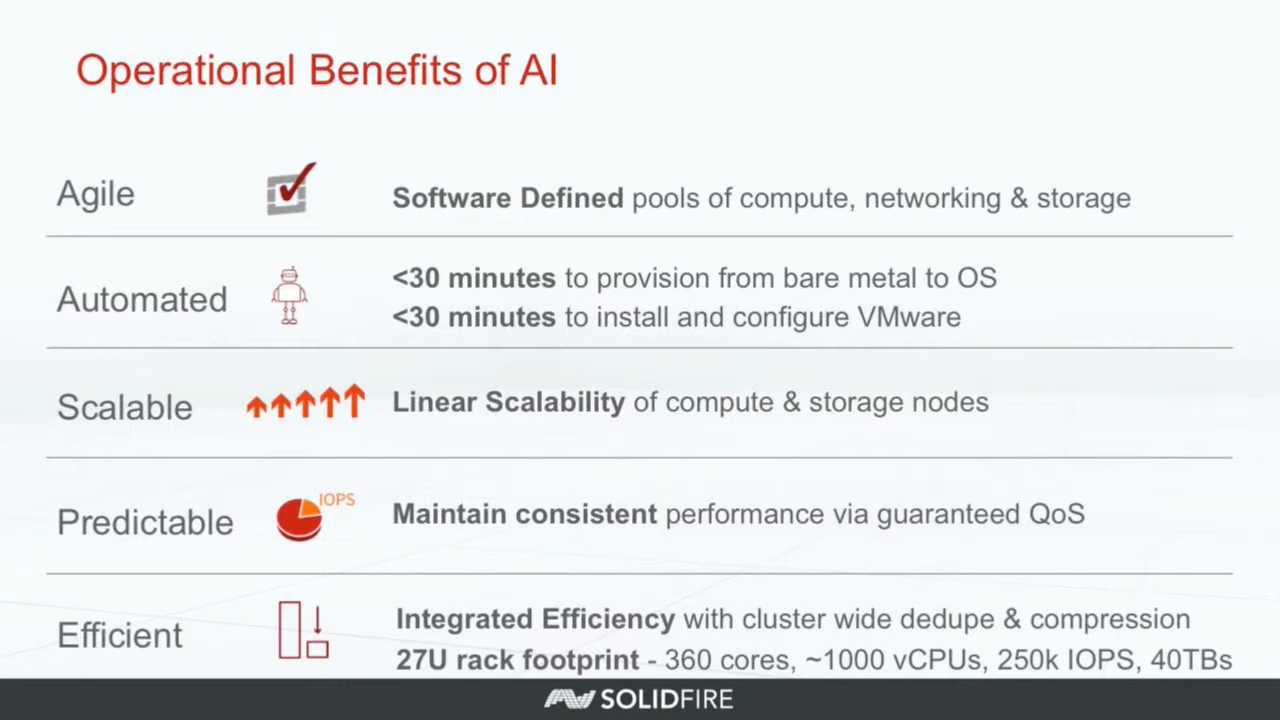 Operational Benefits of AI
Agile
Software Defined pools of compute, networking & storage
Automated
<30 minutes to provision from bare metal to OS
<30 minutes to install and configure VMware
Scalable
Linear Scalability of compute & storage nodes
Predictable
IOPS
Maintain consistent performance via guaranteed QoS
Efficient
Integrated Efficiency with cluster wide dedupe & compression
27U rack footprint - 360 cores, ~1000 vCPUs, 250k IOPS, 40TBs
SOLIDFIRE